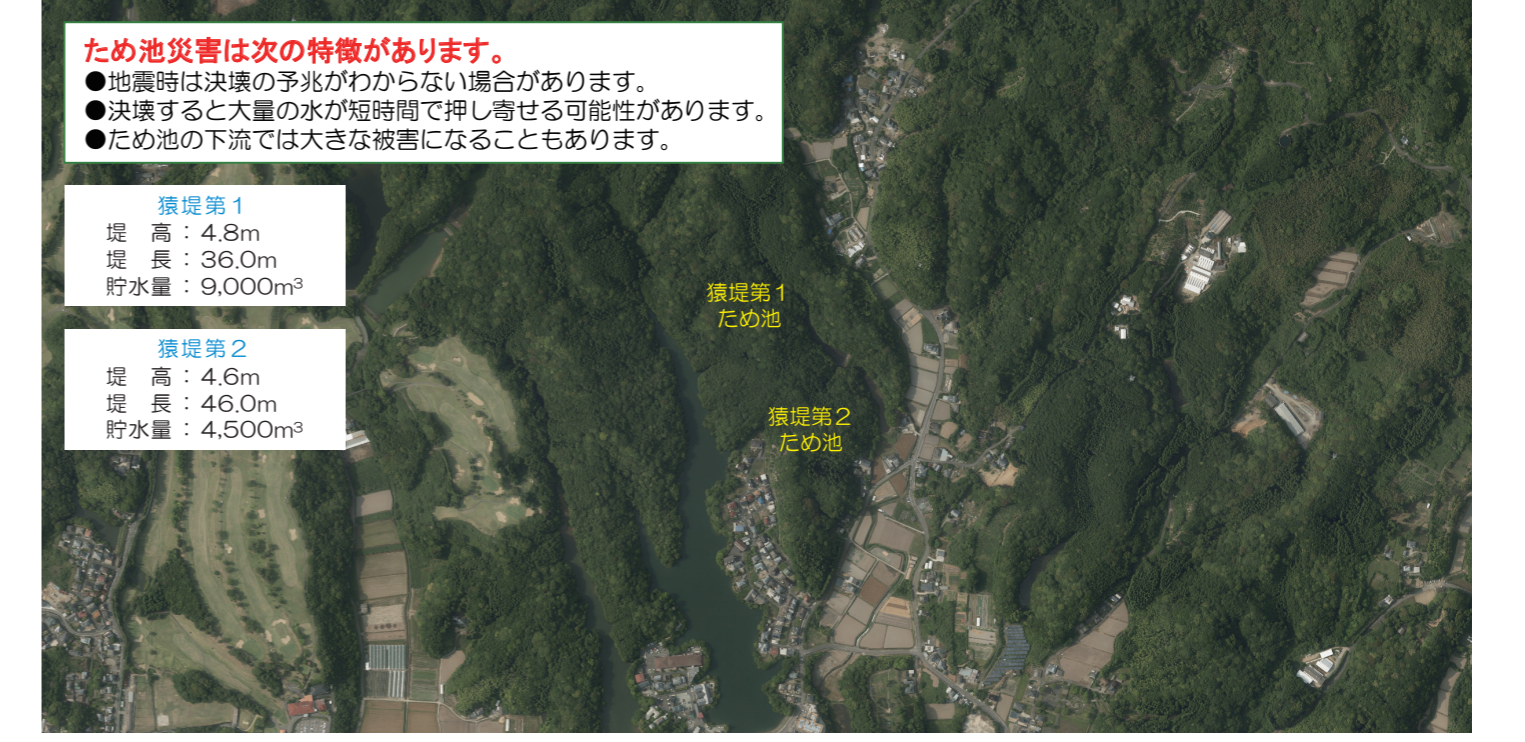 ため池災害は次の特徴があります。
●地震時は決壊の予兆がわからない場合があります。
●決壊すると大量の水が短時間で押し寄せる可能性があります。
●ため池の下流では大きな被害になることもあります。
猿堤第１
堤　高：4.8m
堤　長：36.0m
貯水量：9,000m³
猿堤第２
堤　高：4.6m
堤　長：46.0m
貯水量：4,500m³
猿堤第１
ため池
猿堤第２
ため池